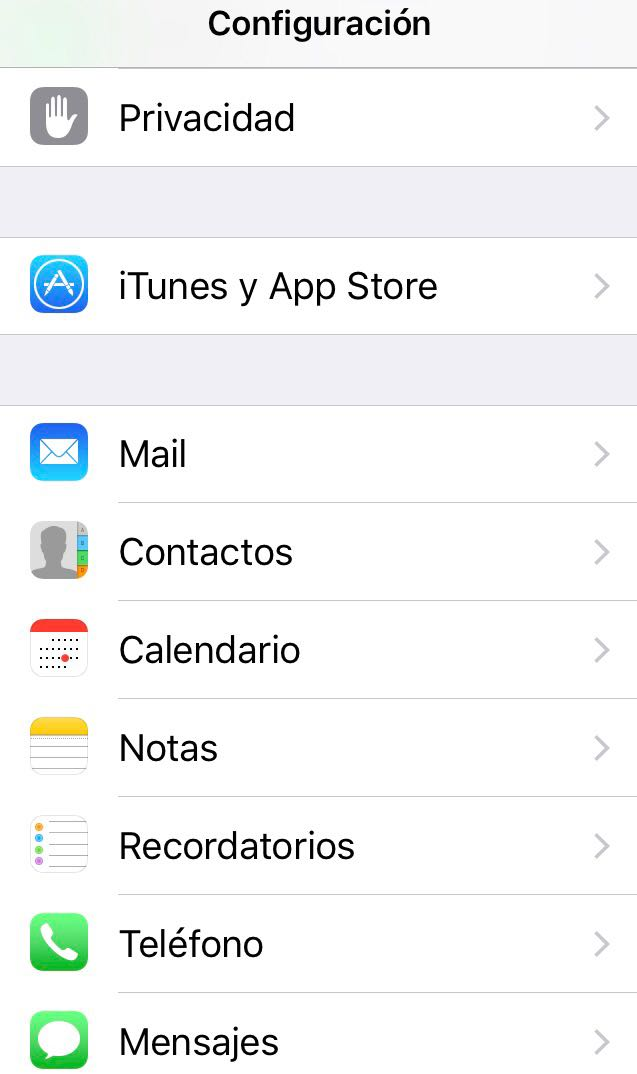 Configuración
Privacidad
iTunes y App Store
Mail
Contactos
Calendario
Notas
Recordatorios
Teléfono
Mensajes